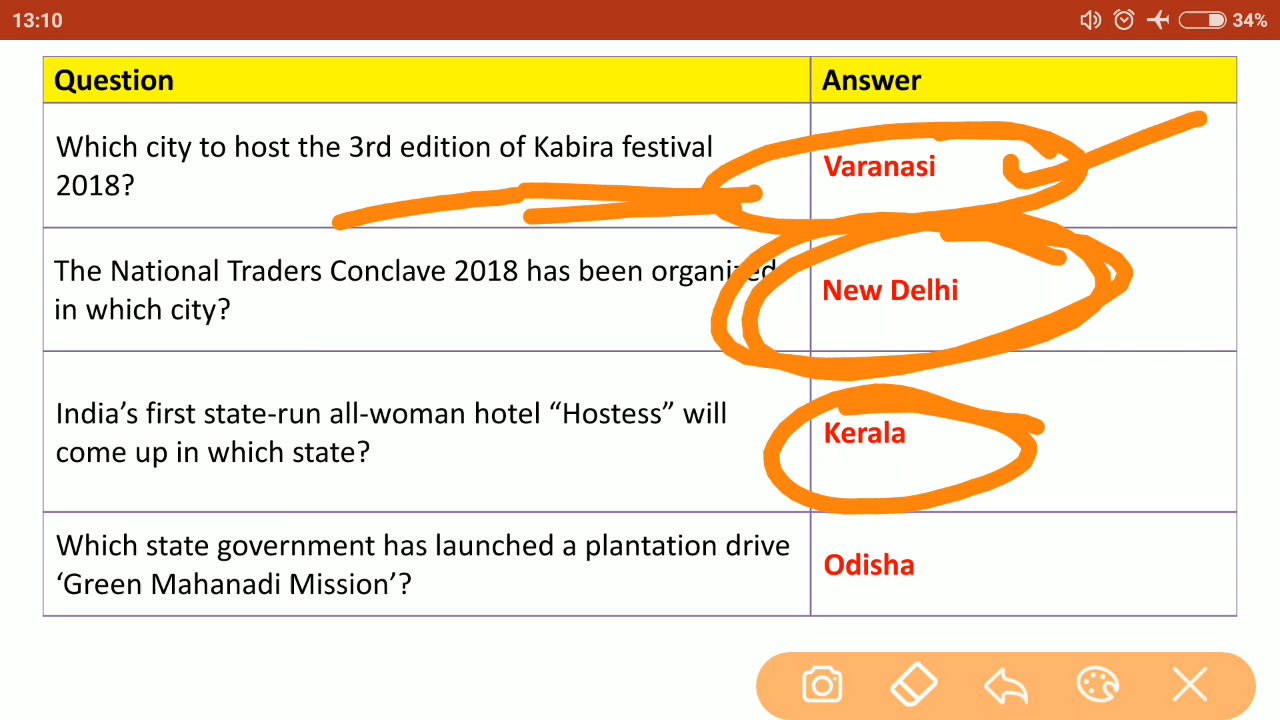 13:10
34%
Question
Answer
Which city to host the 3rd edition of Kabira festival
2018?
Varanasi
The National Traders Conclave 2018 has been organized
in which city?
New Delhi
India’s first state-run all-woman hotel “Hostess” will
come up in which state?
Kerala
Which state government has launched a plantation drive
‘Green Mahanadi Mission’?
Odisha